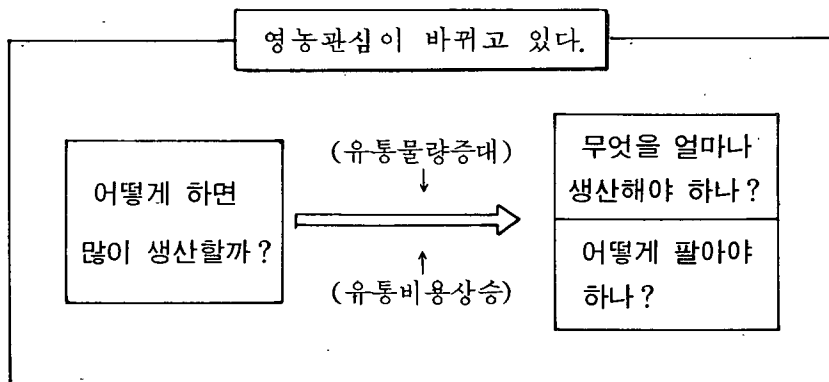 영농관심이 바뀌고 있다.
어떻게 하면
많이 생산할까?
(유통물량증대)
↓
↑
(유통비용상승)
무엇을 얼마나
생산해야 하나?
어떻게 팔아야
하나?